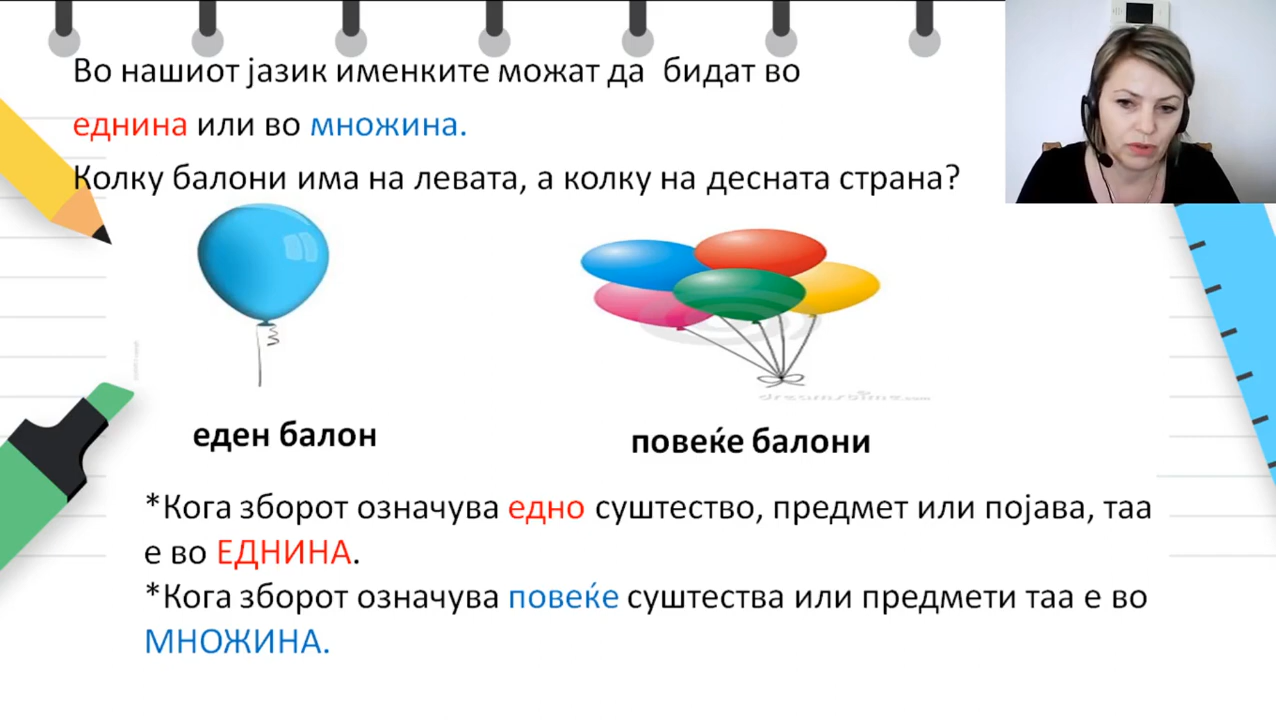 Во нашиот јазик именките можат да бидат во
еднина или во множина.
Колку балони има на левата, а колку на десната страна?
еден балон
повеќе балони
*Кога зборот означува едно суштество, предмет или појава, таа
е во ЕДНИНА.
*Кога зборот означува повеќе суштества или предмети таа е во
МНОЖИНА.